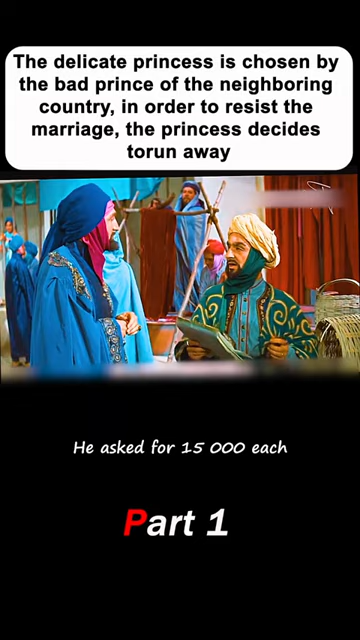 The delicate princess is chosen by
the bad prince of the neighboring
country, in order to resist the
marriage, the princess decides
torun away
He asked for 15 000 each
Part 1